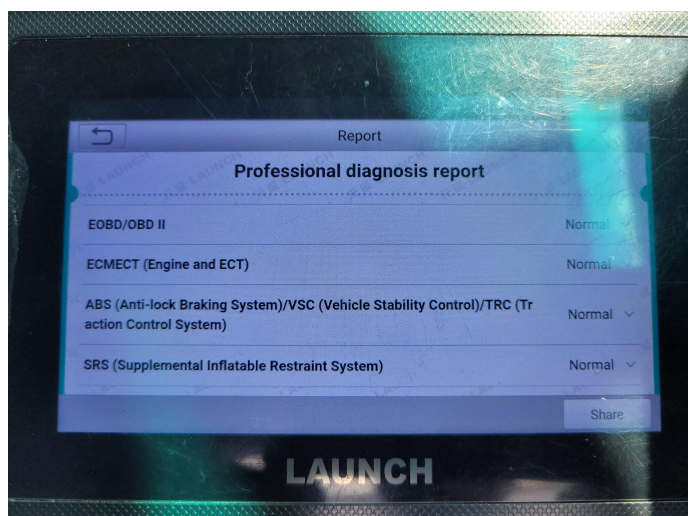 Report
Professional diagnosis report
EOBD/OBD II Normal
ECMECT (Engine and ECT) Normal
ABS (Anti-lock Braking System)/VSC (Vehicle Stability Control)/TRC (Tr
action Control System) Normal
SRS (Supplemental Inflatable Restraint System) Normal
Share
LAUNCH